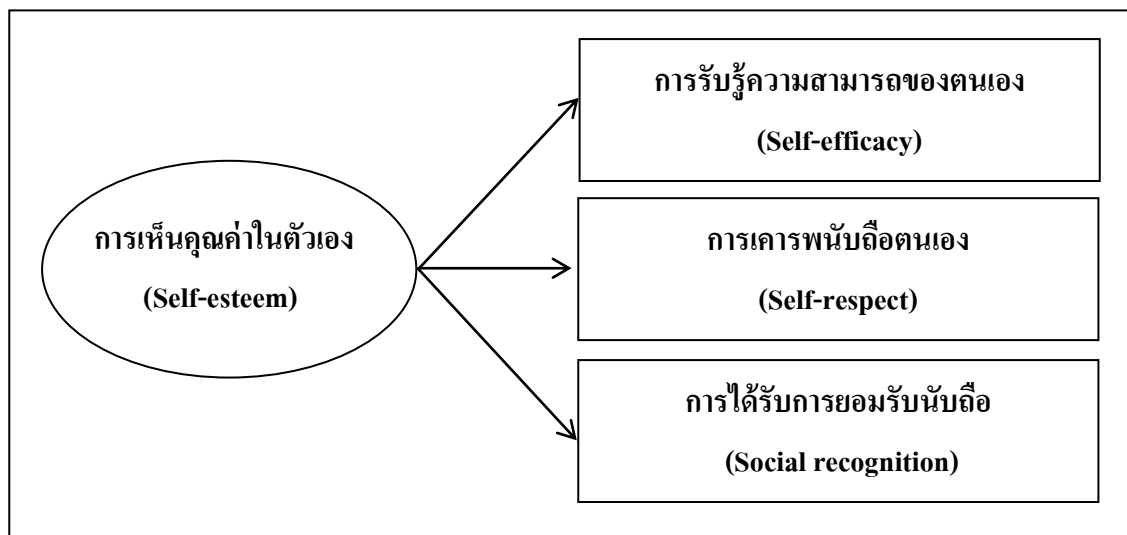 การรับรู้ความสามารถของตนเอง
(Self-efficacy)
การเห็นคุณค่าในตัวเอง
(Self-esteem)
การเคารพนับถือตนเอง
(Self-respect)
การได้รับการยอมรับนับถือ
(Social recognition)